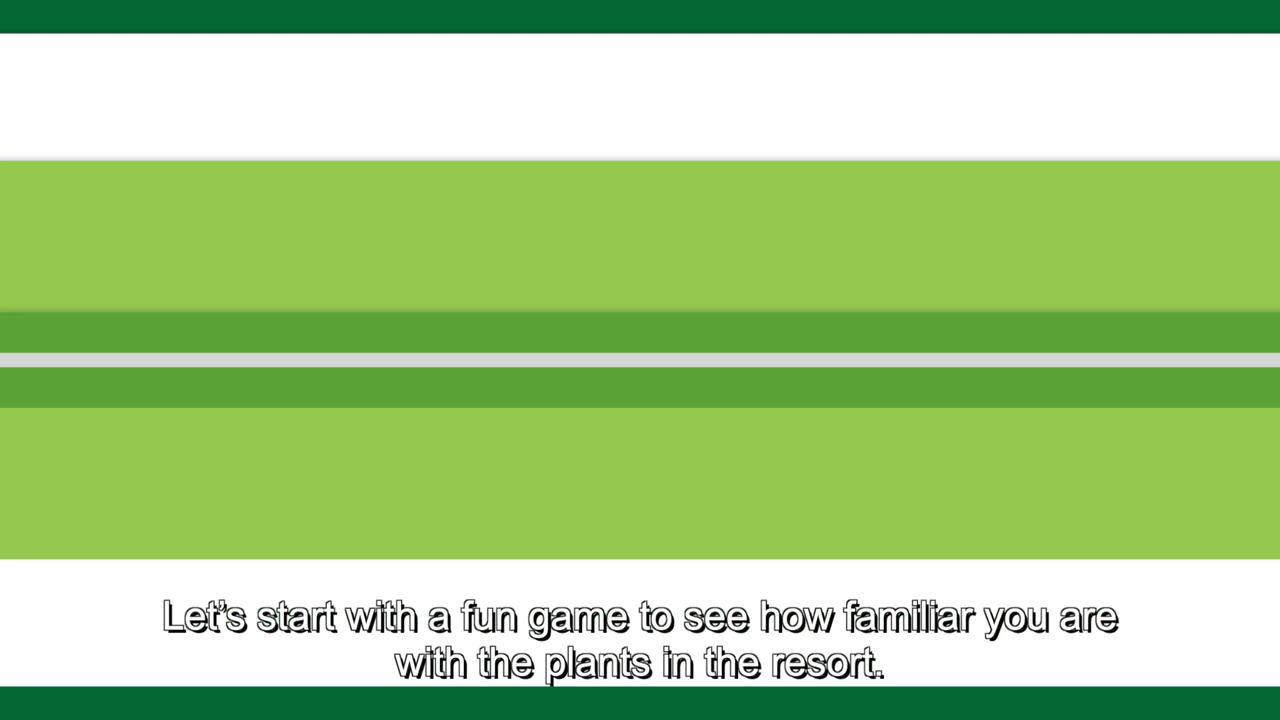 Let’s start with a fun game to see how familiar you are
with the plants in the resort.